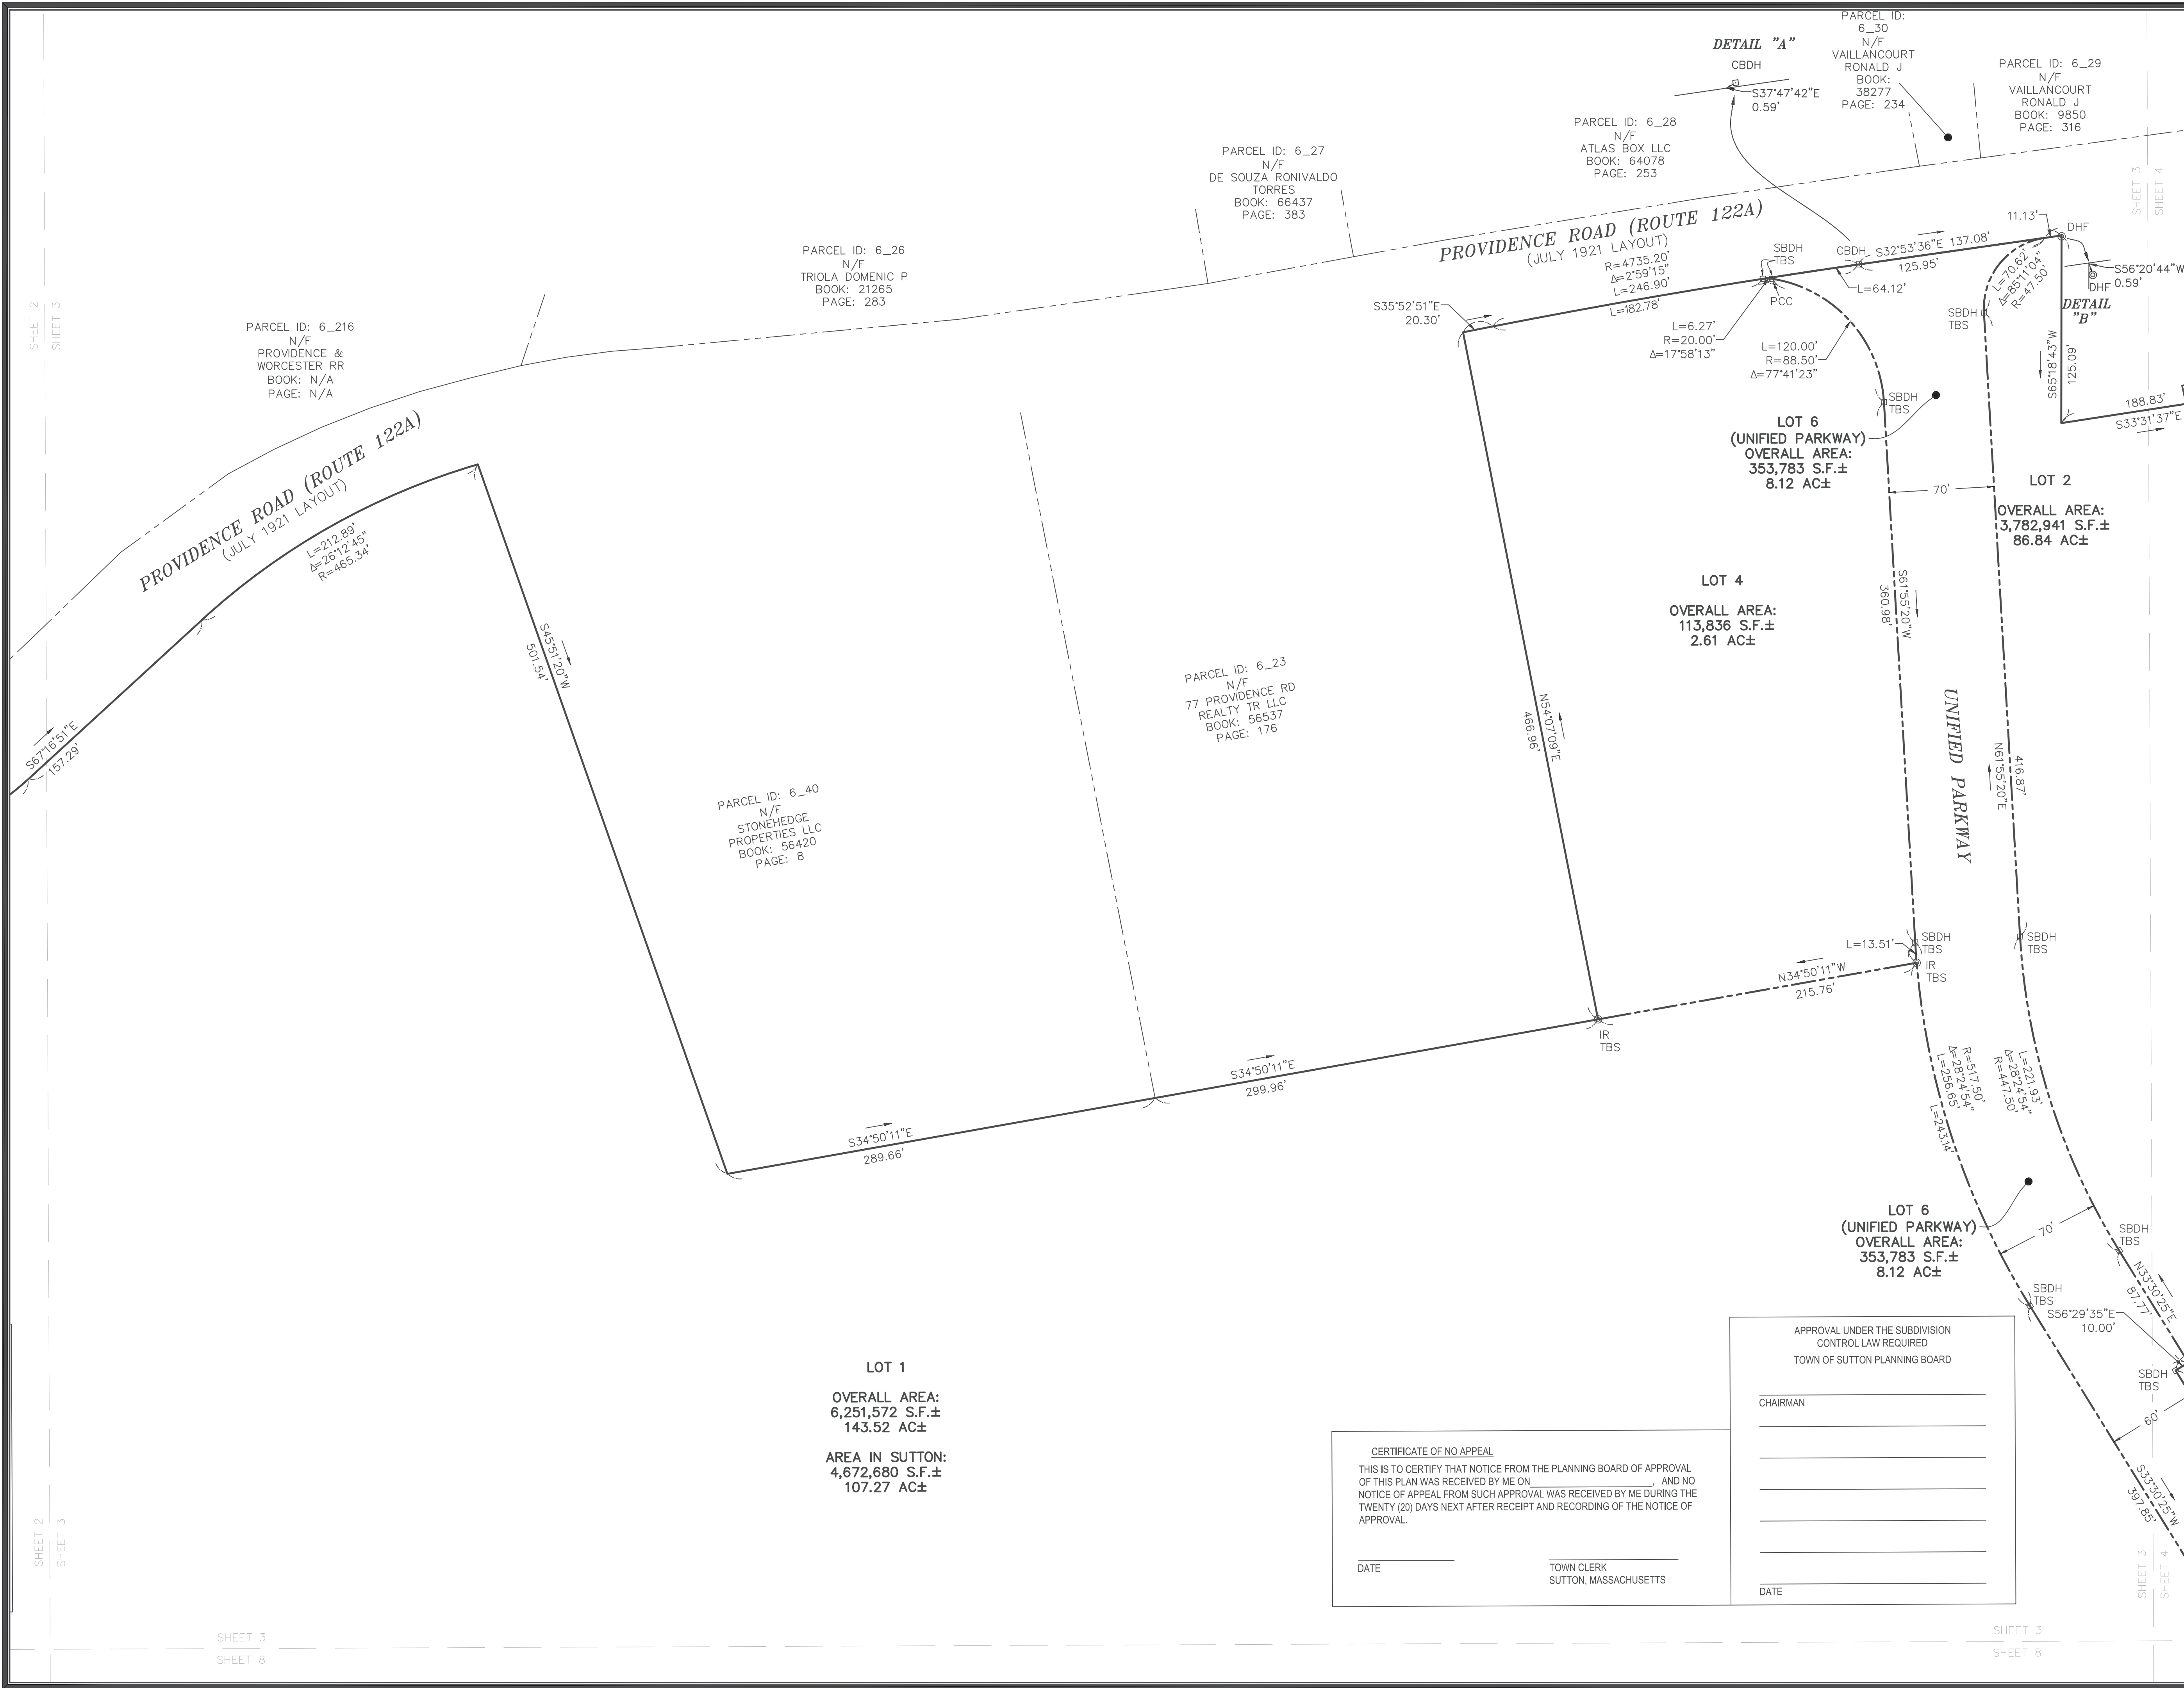 DETAIL "A"
CBDH
S37°47'42"E
0.59'
PARCEL ID:
6_30
N/F
VAILLANCOURT
RONALD J
BOOK:
38277
PAGE: 234
PARCEL ID: 6_29
N/F
VAILLANCOURT
RONALD J
BOOK: 9850
PAGE: 316
PARCEL ID: 6_28
N/F
ATLAS BOX LLC
BOOK: 64078
PAGE: 253
PARCEL ID: 6_27
N/F
DE SOUZA RONIVALDO
TORRES
BOOK: 66437
PAGE: 383
PARCEL ID: 6_26
N/F
TRIOLA DOMENIC P
BOOK: 21265
PAGE: 283
PARCEL ID: 6_216
N/F
PROVIDENCE &
WORCESTER RR
BOOK: N/A
PAGE: N/A
SHEET 2
SHEET 3
SHEET 3
SHEET 4
PROVIDENCE ROAD (ROUTE 122A)
(JULY 1921 LAYOUT)
R=4735.20'
Δ=2°59'15"
L=246.90'
L=182.78'
S35°52'51"E
20.30'
SBDH
TBS
PCC
CBDH
S32°53'36"E 137.08'
125.95'
L=64.12'
11.13'
DHF
L=70.62'
Δ=85°11'04"
R=47.50'
SBDH
TBS
S56°20'44"W
0.59'
DHF
DETAIL
"B"
S65°18'43"W
125.09'
188.83'
S33°31'37"E
L=6.27'
R=20.00'
Δ=17°58'13"
L=120.00'
R=88.50'
Δ=77°41'23"
SBDH
TBS
LOT 6
(UNIFIED PARKWAY)
OVERALL AREA:
353,783 S.F.±
8.12 AC±
70'
LOT 2
OVERALL AREA:
3,782,941 S.F.±
86.84 AC±
PROVIDENCE ROAD (ROUTE 122A)
(JULY 1921 LAYOUT)
L=212.89'
Δ=26°12'45"
R=465.34'
S67°16'51"E
157.29'
S45°51'20"W
501.54'
LOT 4
OVERALL AREA:
113,836 S.F.±
2.61 AC±
S61°55'20"W
360.98'
UNIFIED PARKWAY
416.87'
N61°55'20"E
N54°07'09"E
466.96'
PARCEL ID: 6_23
N/F
77 PROVIDENCE RD
REALTY TR LLC
BOOK: 56537
PAGE: 176
PARCEL ID: 6_40
N/F
STONEHEDGE
PROPERTIES LLC
BOOK: 56420
PAGE: 8
L=13.51'
SBDH
TBS
IR
TBS
SBDH
TBS
N34°50'11"W
215.76'
IR
TBS
S34°50'11"E
299.96'
S34°50'11"E
289.66'
R=517.50'
Δ=28°24'54"
L=256.65'
L=243.14'
L=221.93'
Δ=28°24'54"
R=447.50'
LOT 6
(UNIFIED PARKWAY)
OVERALL AREA:
353,783 S.F.±
8.12 AC±
70'
SBDH
TBS
SBDH
TBS
N33°30'25"E
87.77'
S56°29'35"E
10.00'
SBDH
TBS
60'
S33°30'25"W
397.85'
LOT 1
OVERALL AREA:
6,251,572 S.F.±
143.52 AC±
AREA IN SUTTON:
4,672,680 S.F.±
107.27 AC±
CERTIFICATE OF NO APPEAL
THIS IS TO CERTIFY THAT NOTICE FROM THE PLANNING BOARD OF APPROVAL
OF THIS PLAN WAS RECEIVED BY ME ON ____________________, AND NO
NOTICE OF APPEAL FROM SUCH APPROVAL WAS RECEIVED BY ME DURING THE
TWENTY (20) DAYS NEXT AFTER RECEIPT AND RECORDING OF THE NOTICE OF
APPROVAL.
DATE
TOWN CLERK
SUTTON, MASSACHUSETTS
APPROVAL UNDER THE SUBDIVISION
CONTROL LAW REQUIRED
TOWN OF SUTTON PLANNING BOARD
CHAIRMAN
DATE
SHEET 2
SHEET 3
SHEET 3
SHEET 4
SHEET 3
SHEET 8
SHEET 3
SHEET 8